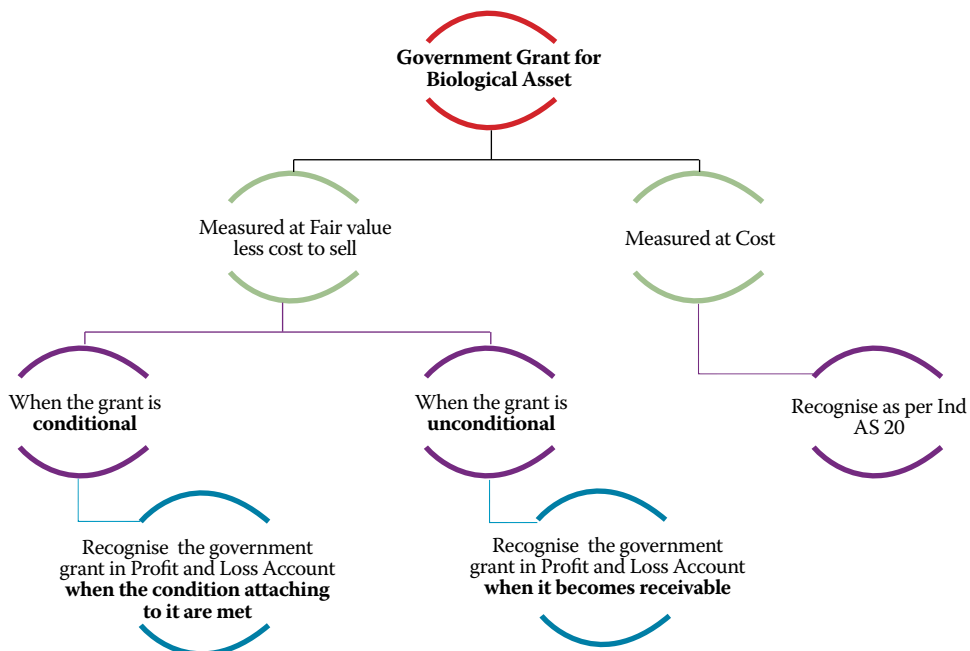 Government Grant for
Biological Asset
Measured at Fair value
less cost to sell
Measured at Cost
When the grant is
conditional
When the grant is
unconditional
Recognise as per Ind
AS 20
Recognise the government
grant in Profit and Loss Account
when the condition attaching
to it are met
Recognise the government
grant in Profit and Loss Account
when it becomes receivable